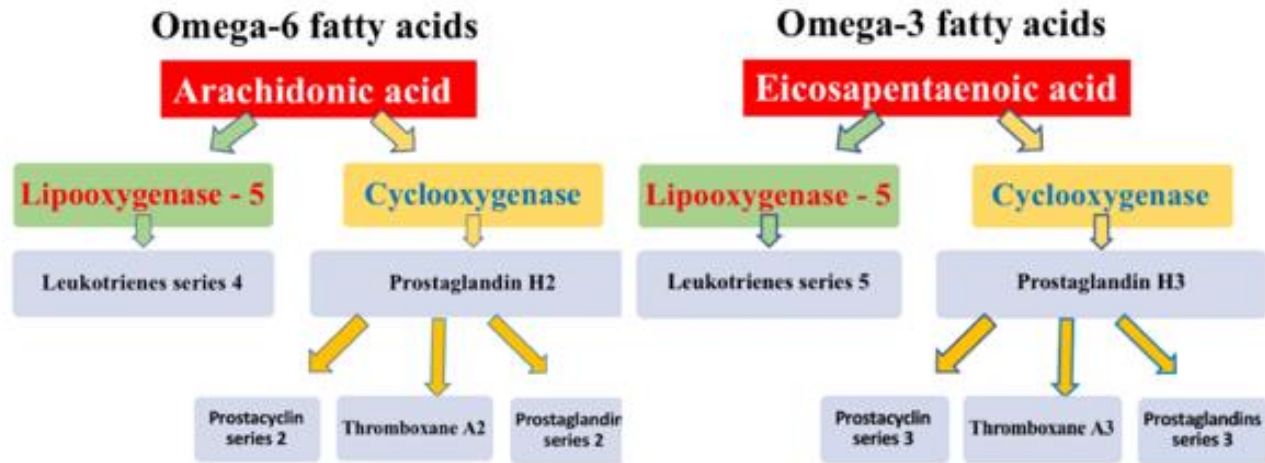 Omega-6 fatty acids
Arachidonic acid
Lipooxygenase - 5
Cyclooxygenase
Leukotrienes series 4
Prostaglandin H2
Prostacyclin
series 2
Thromboxane A2
Prostaglandin
series 2
Omega-3 fatty acids
Eicosapentaenoic acid
Lipooxygenase - 5
Cyclooxygenase
Leukotrienes series 5
Prostaglandin H3
Prostacyclin
series 3
Thromboxane A3
Prostaglandins
series 3